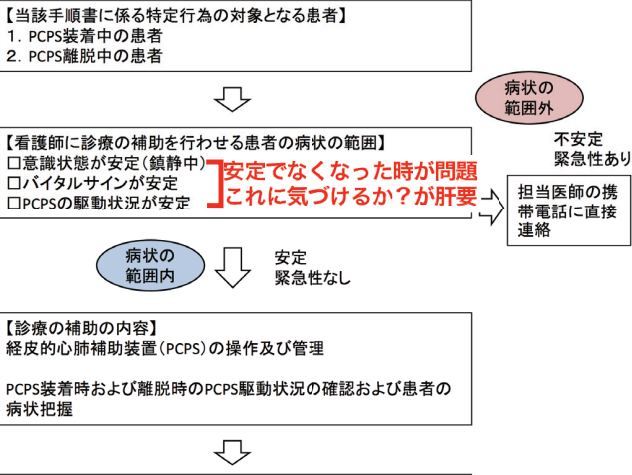 【当該手順書に係る特定行為の対象となる患者】
１．PCPS装着中の患者
２．PCPS離脱中の患者
病状の
範囲外
不安定
緊急性あり
【看護師に診療の補助を行わせる患者の病状の範囲】
□意識状態が安定(鎮静中)
□バイタルサインが安定
□PCPSの駆動状況が安定
安定でなくなった時が問題
これに気づけるか？が肝要
担当医師の携
帯電話に直接
連絡
病状の
範囲内
安定
緊急性なし
【診療の補助の内容】
経皮的心肺補助装置(PCPS)の操作及び管理
PCPS装着時および離脱時のPCPS駆動状況の確認および患者の
病状把握